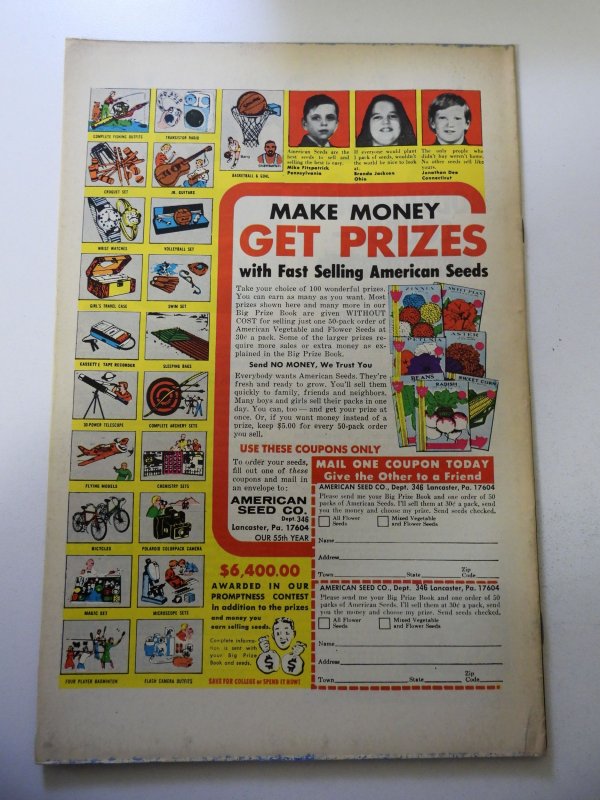 COMPLETE FISHING OUTFITS
TRANSISTOR RADIO
CROQUET SET
JR. GUITARS
WRIST WATCHES
VOLLEYBALL SET
GIRL'S TRAVEL CASE
SWIM SET
CASSETTE TAPE RECORDER
SLEEPING BAGS
30-POWER TELESCOPE
COMPLETE ARCHERY SETS
FLYING MODELS
CHEMISTRY SETS
BICYCLES
POLAROID COLORPACK CAMERA
MAGIC KIT
MICROSCOPE SETS
FOUR PLAYER BADMINTON
FLASH CAMERA OUTFITS
BASKETBALL & GOAL
American Seeds are the
best seeds to sell and
selling the best is easy.
Mike Fitzpatrick
Pennsylvania
If everyone would plant
1 pack of seeds, wouldn't
the world be nice to look
at.
Brenda Jackson
Ohio
The only people who
didn't buy weren't home.
No other seeds sell like
yours.
Jonathan Dea
Connecticut
MAKE MONEY
GET PRIZES
with Fast Selling American Seeds
Take your choice of 100 wonderful prizes.
You can earn as many as you want. Most
prizes shown here and many more in our
Big Prize Book are given WITHOUT
COST for selling just one 50-pack order of
American Vegetable and Flower Seeds at
30¢ a pack. Some of the larger prizes re-
quire more sales or extra money as ex-
plained in the Big Prize Book.
Send NO MONEY, We Trust You
Everybody wants American Seeds. They're
fresh and ready to grow. You'll sell them
quickly to family, friends and neighbors.
Many boys and girls sell their packs in one
day. You can, too — and get your prize at
once. Or, if you want money instead of a
prize, keep $5.00 for every 50-pack order
you sell.
ZINNIA
PETUNIA
ASTER
BEANS
RADISH
SWEET CORN
USE THESE COUPONS ONLY
To order your seeds,
fill out one of these
coupons and mail in
an envelope to:
AMERICAN
SEED CO.
Dept. 346
Lancaster, Pa. 17604
OUR 55th YEAR
$6,400.00
AWARDED IN OUR
PROMPTNESS CONTEST
in addition to the prizes
and money you
earn selling seeds.
Complete informa-
tion is sent with
your Big Prize
Book and seeds.
$ $
SAVE FOR COLLEGE or SPEND IT NOW!
MAIL ONE COUPON TODAY
Give the Other to a Friend
AMERICAN SEED CO., Dept. 346 Lancaster, Pa. 17604
Please send me your Big Prize Book and one order of 50
packs of American Seeds. I'll sell them at 30¢ a pack, send
you the money and choose my prize. Send seeds checked.
All Flower
Seeds
Mixed Vegetable
and Flower Seeds
Name
Address
Town State Zip Code
AMERICAN SEED CO., Dept. 346 Lancaster, Pa. 17604
Please send me your Big Prize Book and one order of 50
packs of American Seeds. I'll sell them at 30¢ a pack, send
you the money and choose my prize. Send seeds checked.
All Flower
Seeds
Mixed Vegetable
and Flower Seeds
Name
Address
Town State Zip Code